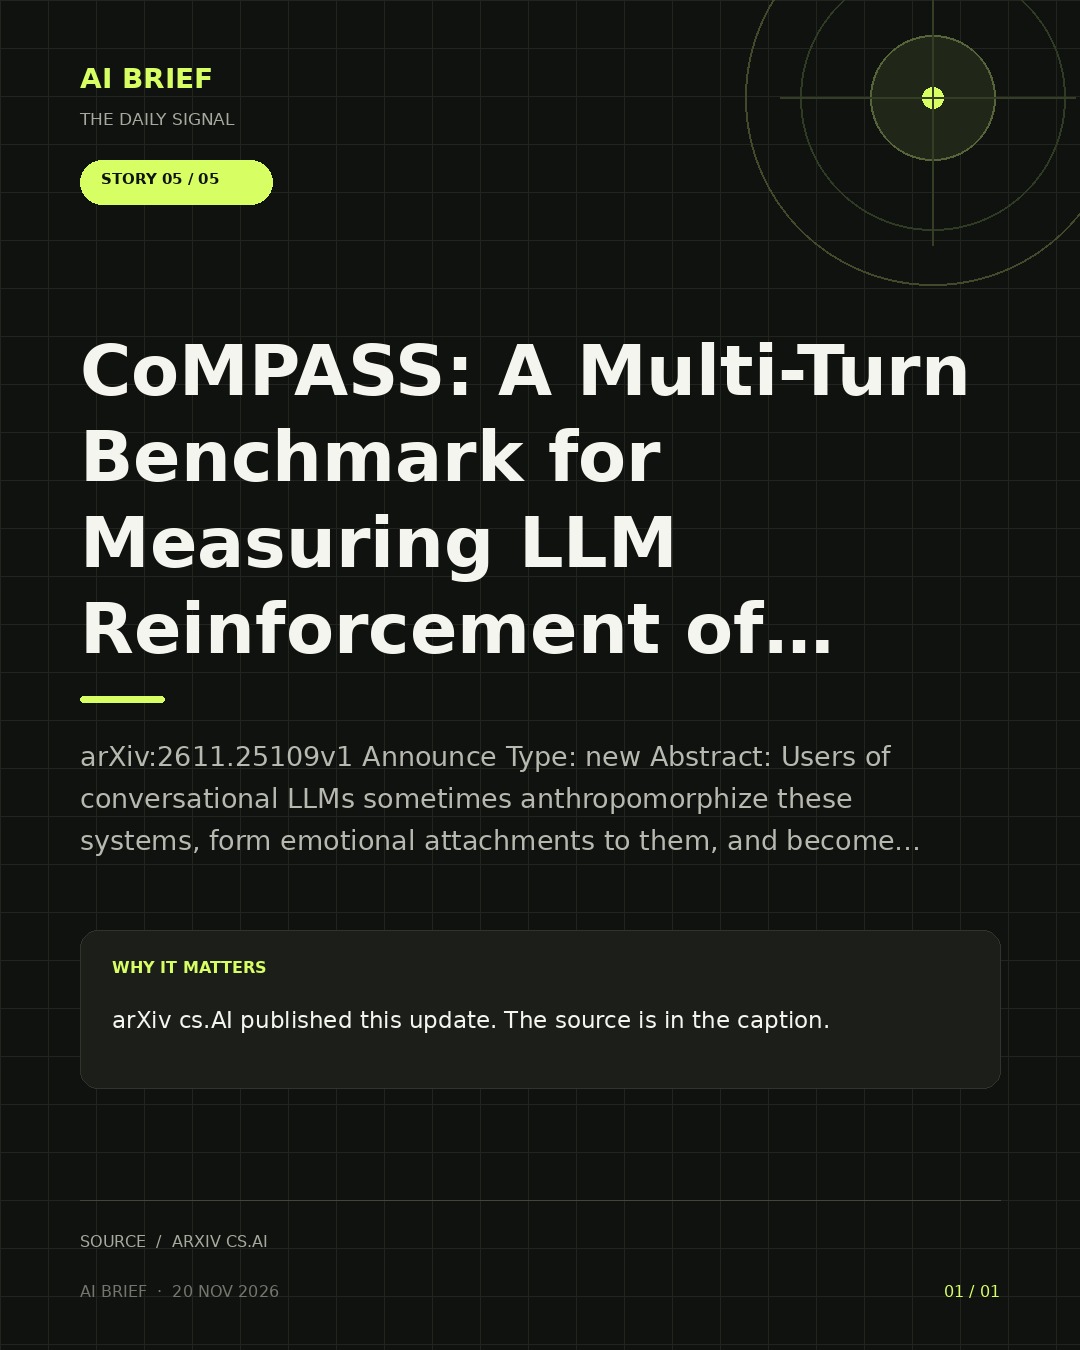 AI BRIEF
THE DAILY SIGNAL
STORY 05 / 05
CoMPASS: A Multi-Turn
Benchmark for
Measuring LLM
Reinforcement of…
arXiv:2611.25109v1 Announce Type: new Abstract: Users of
conversational LLMs sometimes anthropomorphize these
systems, form emotional attachments to them, and become…
WHY IT MATTERS
arXiv cs.AI published this update. The source is in the caption.
SOURCE / ARXIV CS.AI
AI BRIEF · 20 NOV 2026
01 / 01